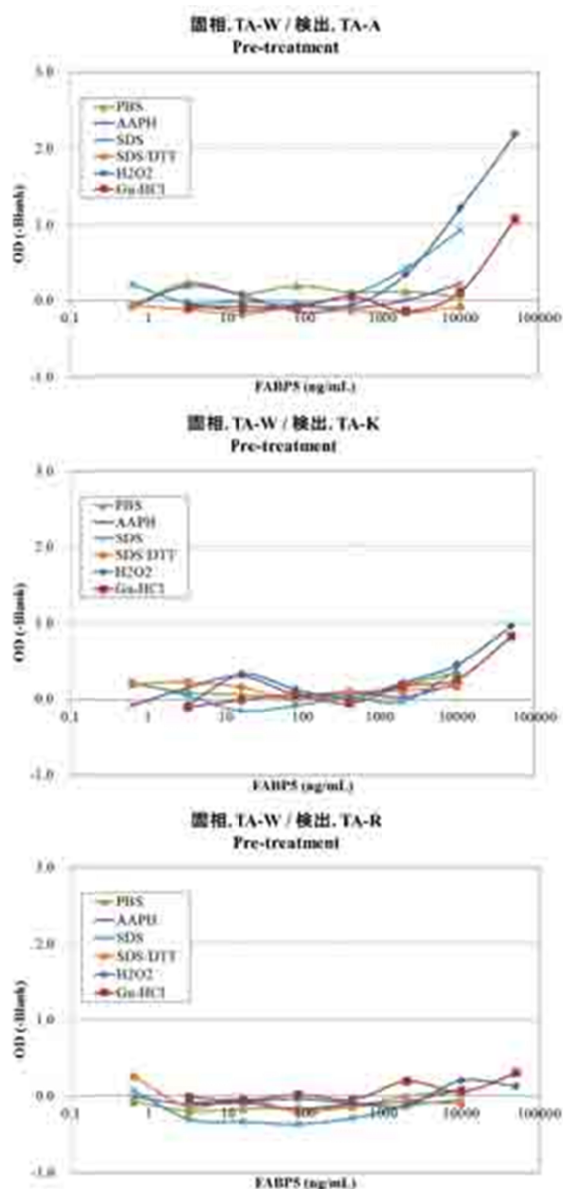 固相. TA-W / 検出. TA-A
Pre-treatment
3.0
PBS
AAPH
SDS
SDS/DTT
H2O2
Gu-HCl
2.0
1.0
0.0
-1.0
OD (-Blank)
0.1 1 10 100 1000 10000 100000
FABP5 (ng/mL)
固相. TA-W / 検出. TA-K
Pre-treatment
3.0
PBS
AAPH
SDS
SDS/DTT
H2O2
Gu-HCl
2.0
1.0
0.0
-1.0
OD (-Blank)
0.1 1 10 100 1000 10000 100000
FABP5 (ng/mL)
固相. TA-W / 検出. TA-R
Pre-treatment
3.0
PBS
AAPH
SDS
SDS/DTT
H2O2
Gu-HCl
2.0
1.0
0.0
-1.0
OD (-Blank)
0.1 1 10 100 1000 10000 100000
FABP5 (ng/mL)